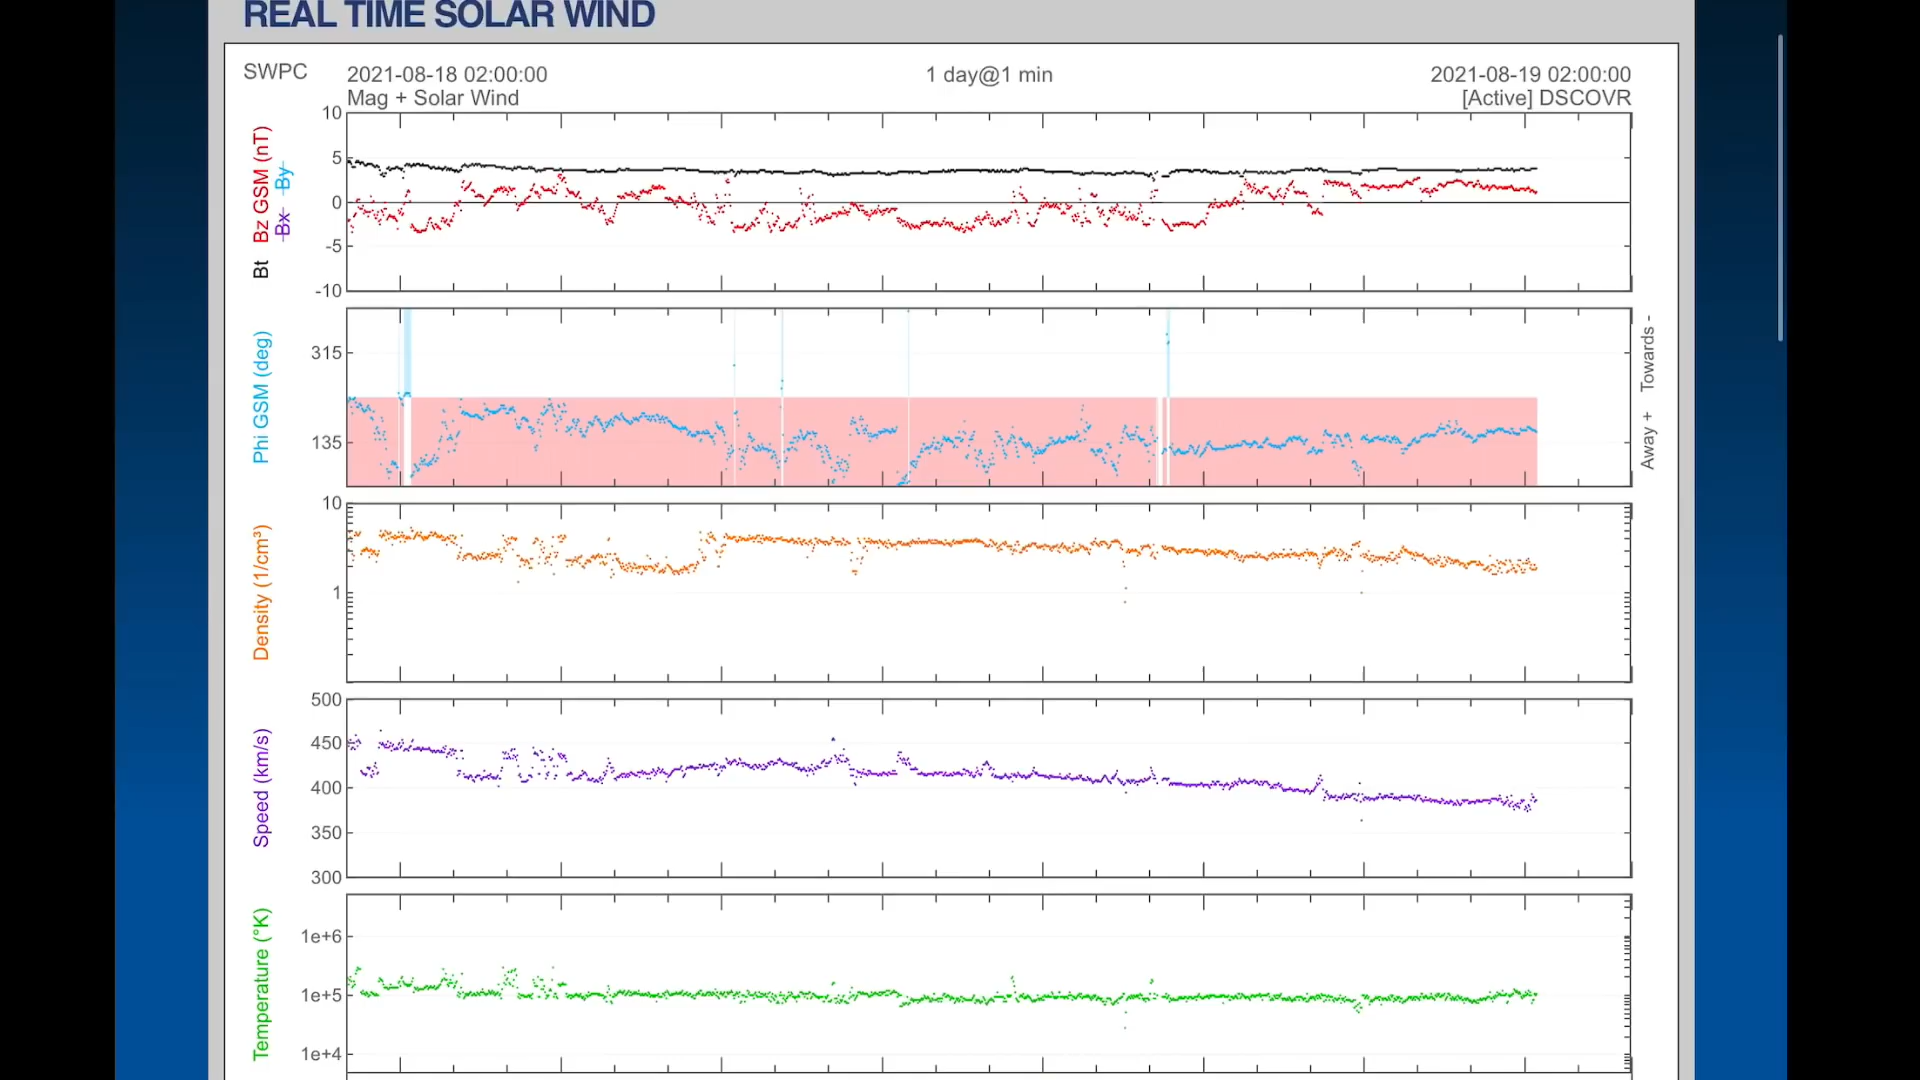 REAL TIME SOLAR WIND
SWPC
2021-08-18 02:00:00
1 day@1 min
2021-08-19 02:00:00
Mag + Solar Wind
[Active] DSCOVR
Bt Bz GSM (nT)
Bx By
10
5
0
-5
-10
Phi GSM (deg)
315
135
Away + Towards -
Density (1/cm³)
10
1
Speed (km/s)
500
450
400
350
300
Temperature (°K)
1e+6
1e+5
1e+4